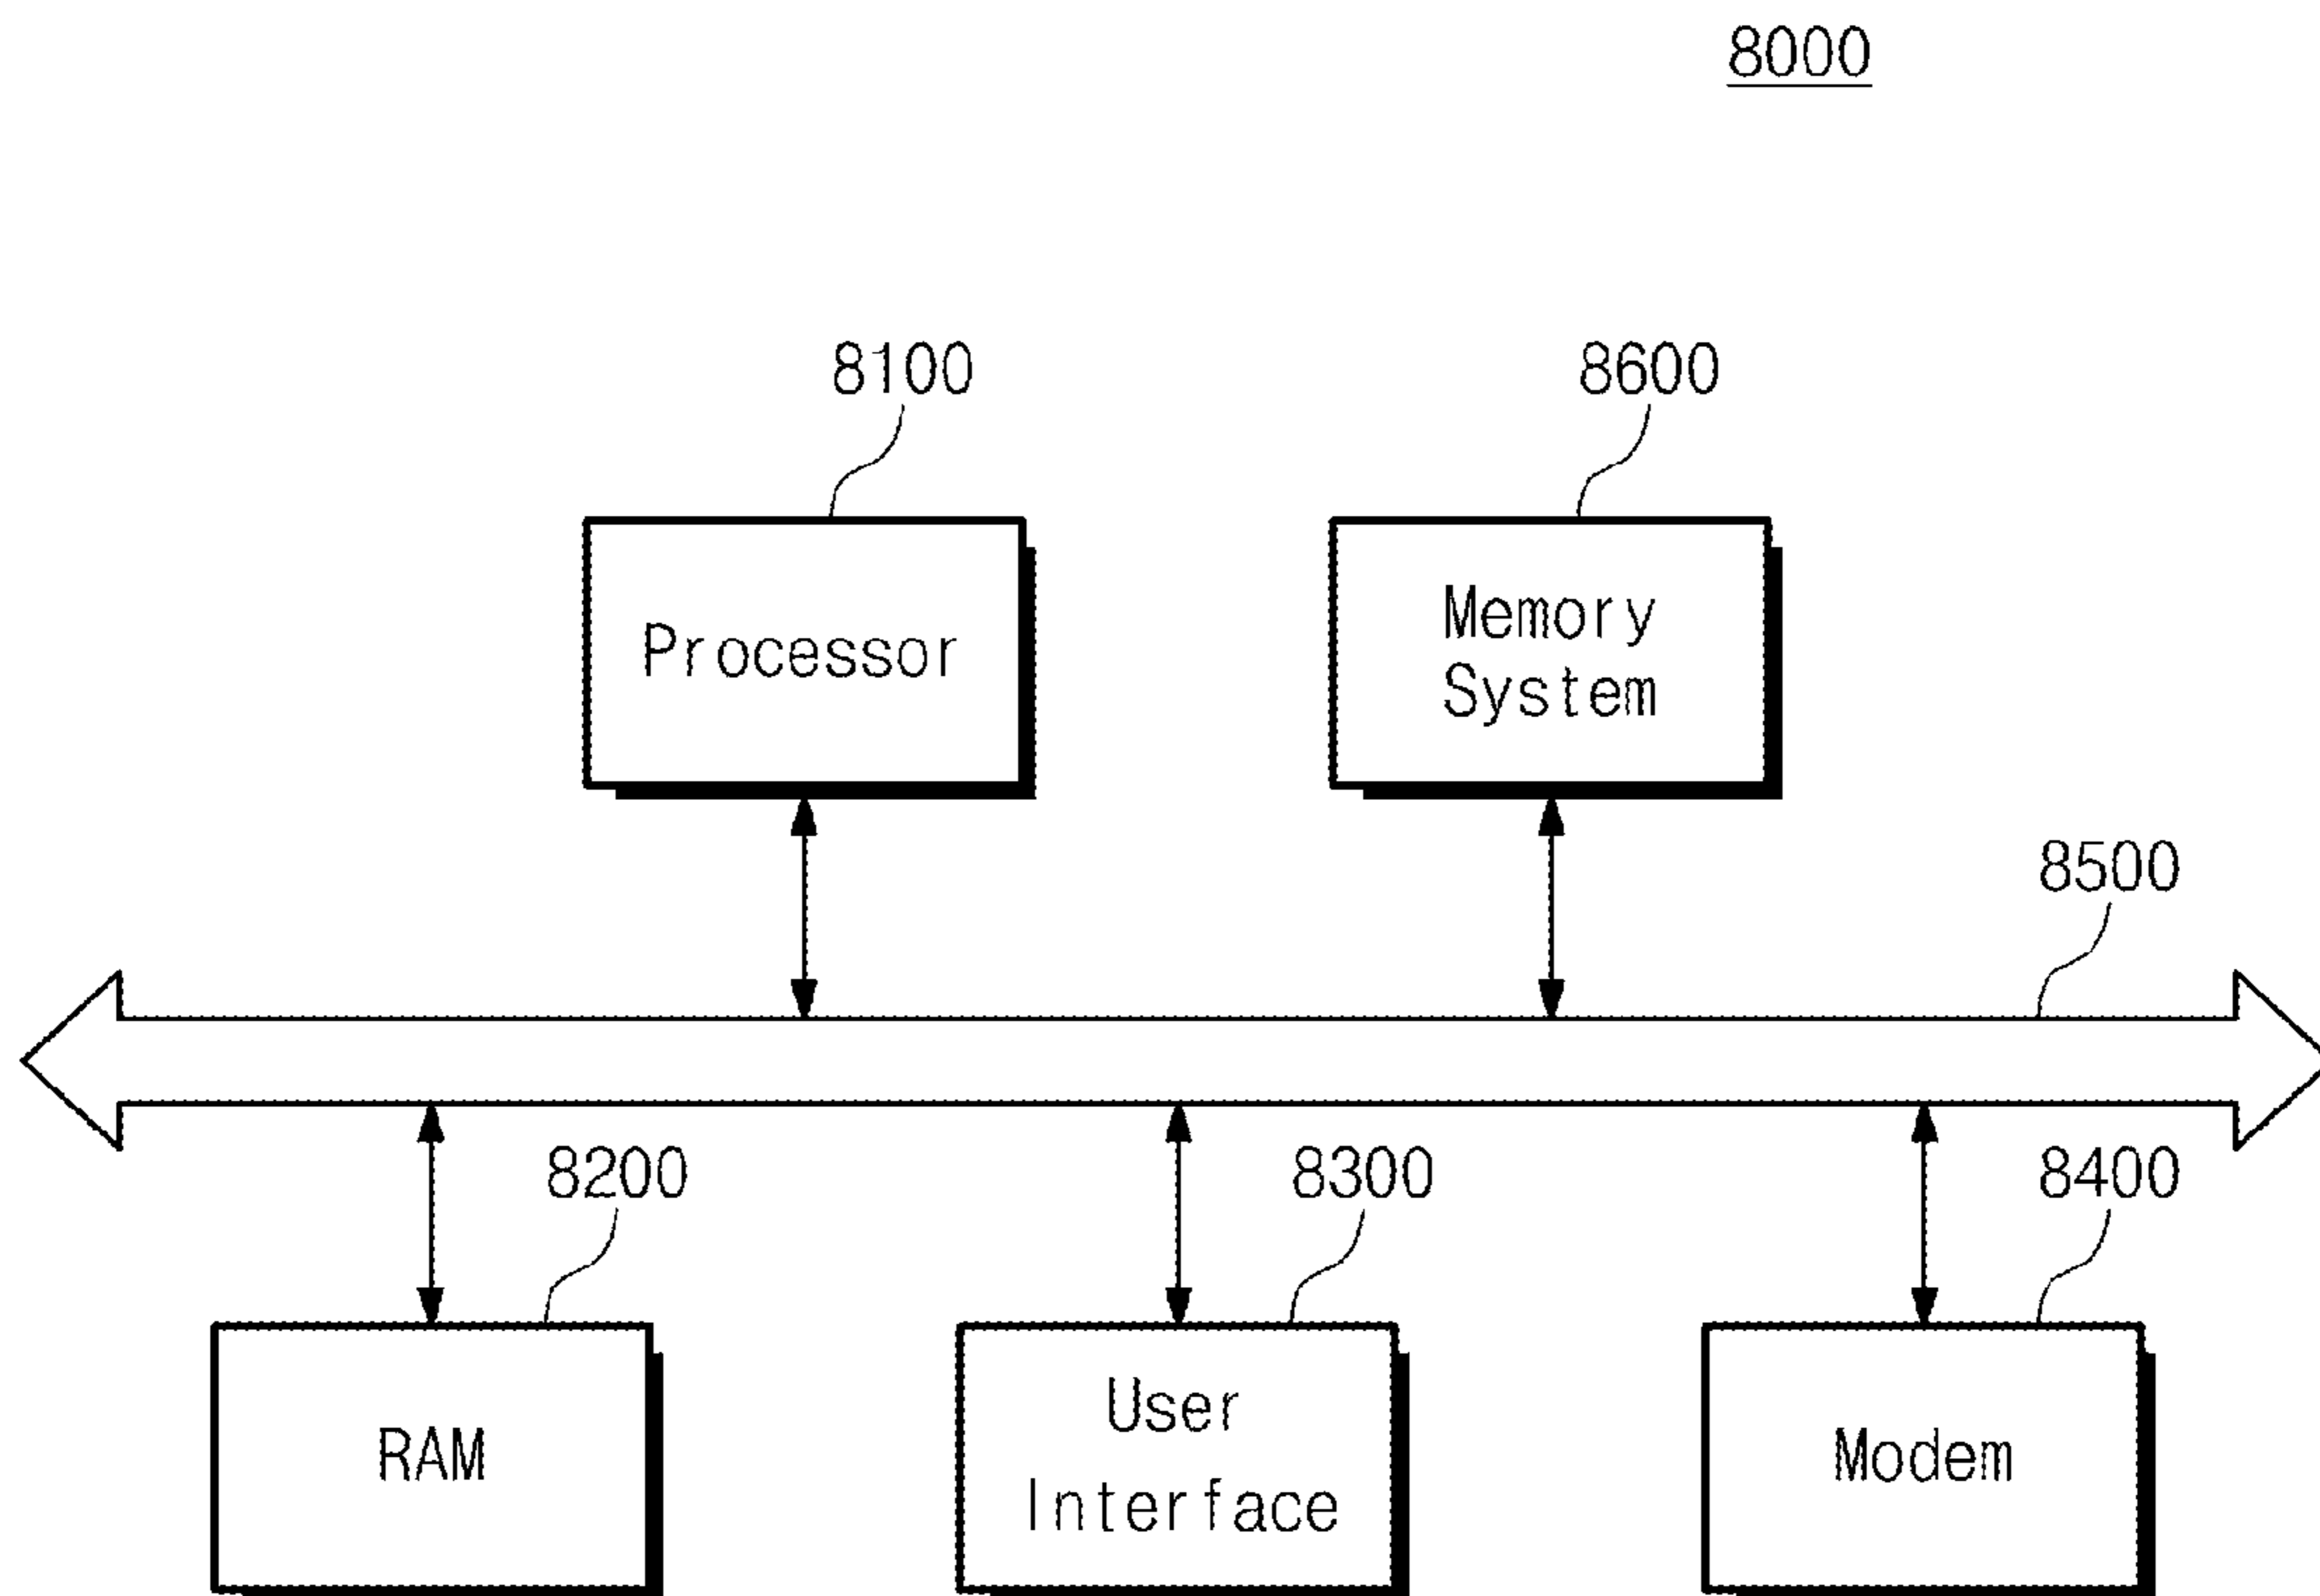 8000
8100
8600
Processor
Memory
System
8500
8200
8300
8400
RAM
User
Interface
Modem